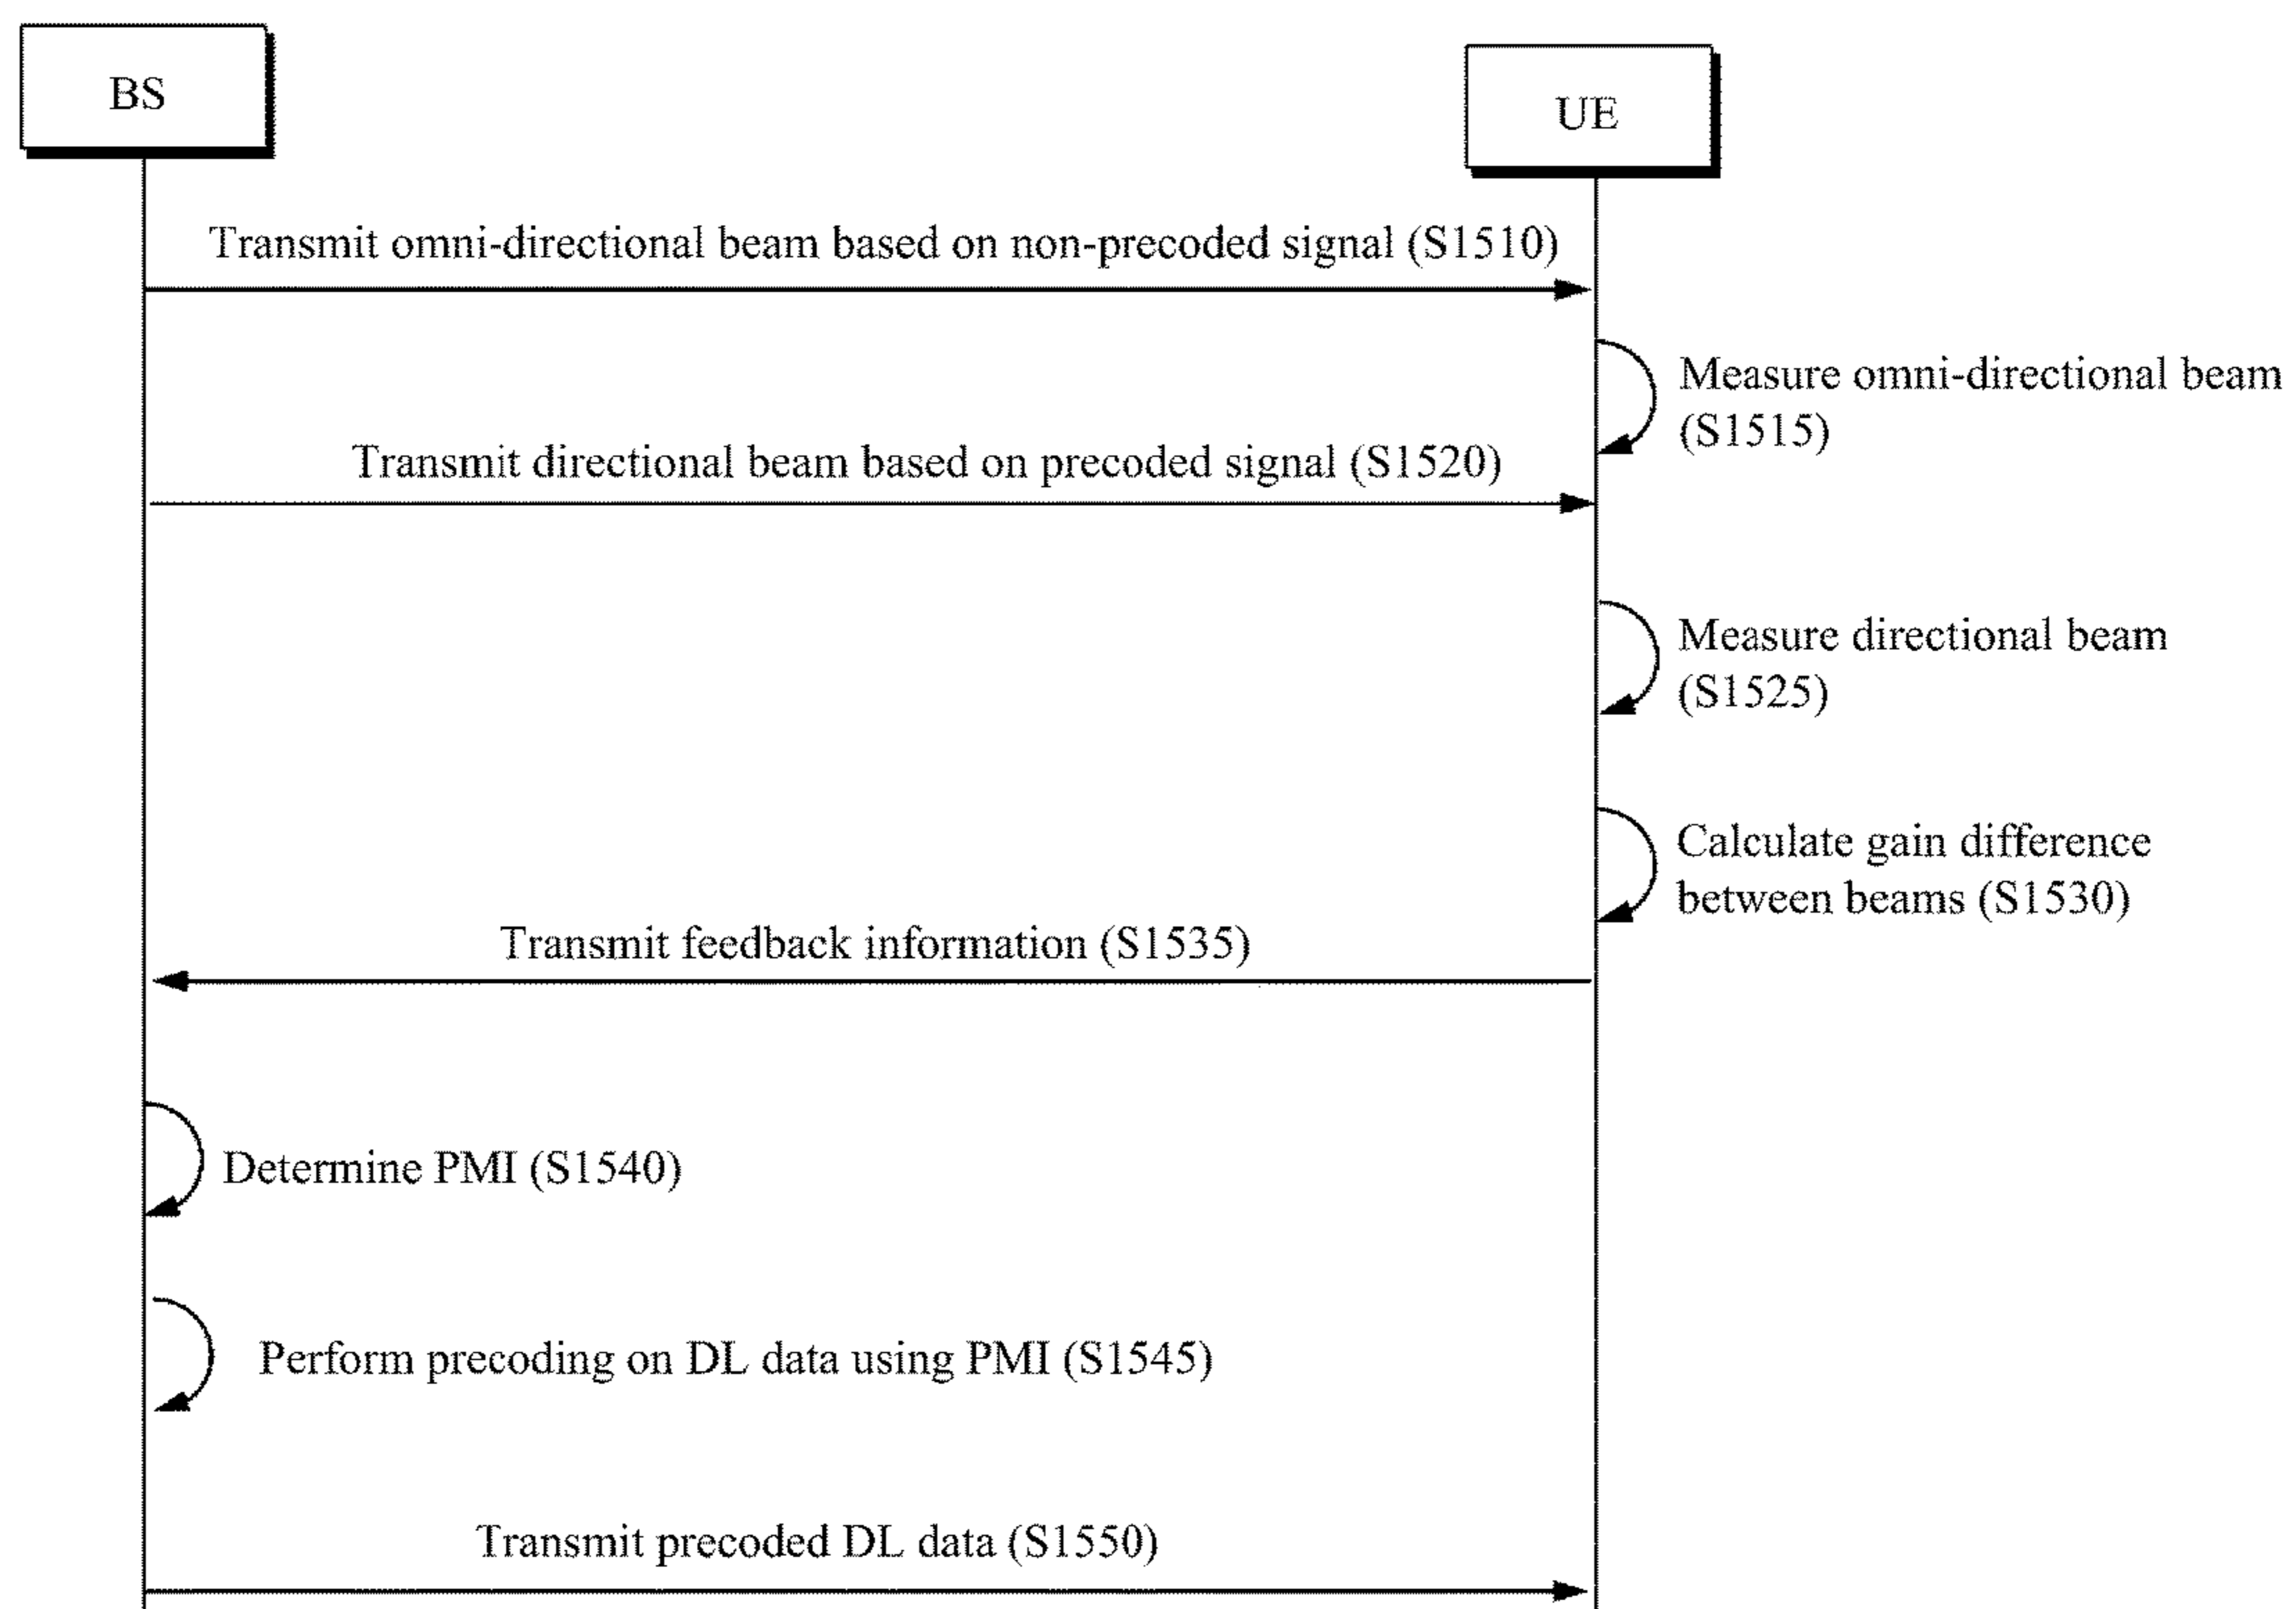 BS
UE
Transmit omni-directional beam based on non-precoded signal (S1510)
Measure omni-directional beam
(S1515)
Transmit directional beam based on precoded signal (S1520)
Measure directional beam
(S1525)
Calculate gain difference
between beams (S1530)
Transmit feedback information (S1535)
Determine PMI (S1540)
Perform precoding on DL data using PMI (S1545)
Transmit precoded DL data (S1550)